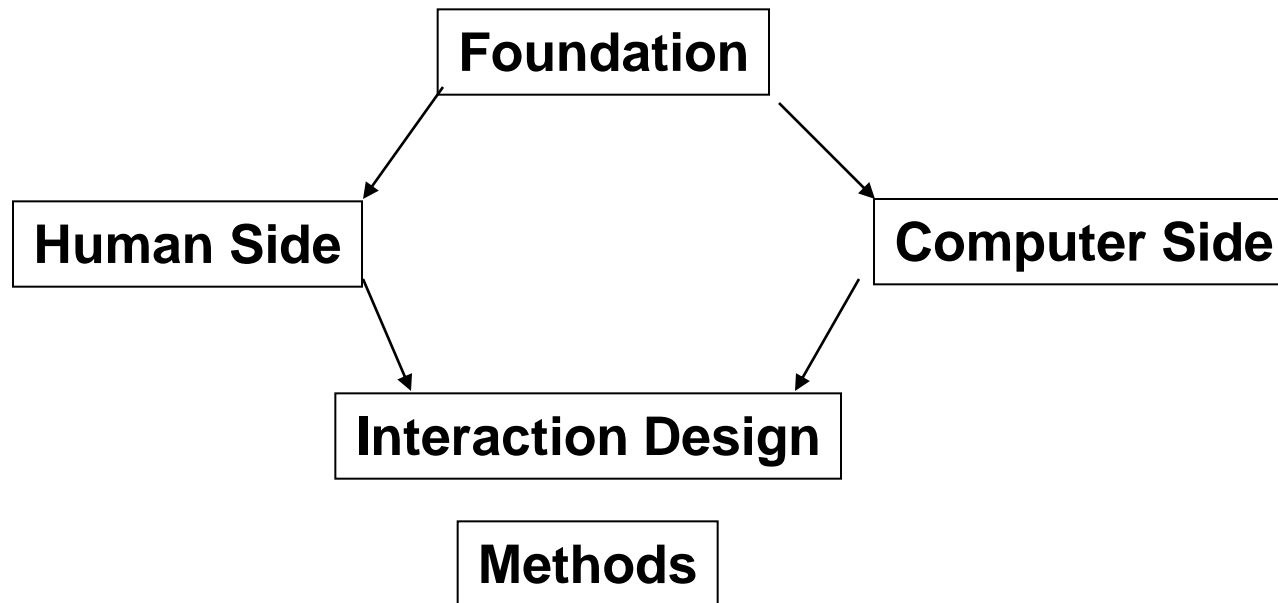 Foundation
Human Side
Computer Side
Interaction Design
Methods